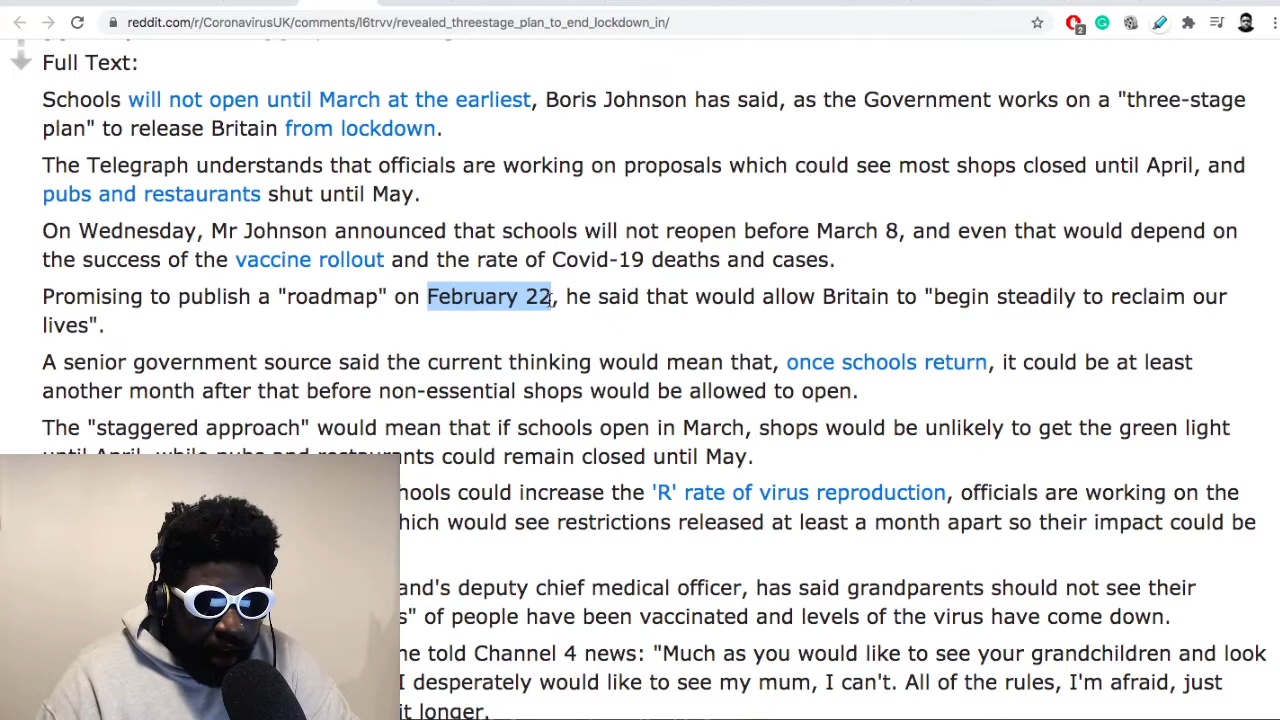 reddit.com/r/CoronavirusUK/comments/l6trvv/revealed_threestage_plan_to_end_lockdown_in/
2
Full Text:
Schools will not open until March at the earliest, Boris Johnson has said, as the Government works on a "three-stage
plan" to release Britain from lockdown.
The Telegraph understands that officials are working on proposals which could see most shops closed until April, and
pubs and restaurants shut until May.
On Wednesday, Mr Johnson announced that schools will not reopen before March 8, and even that would depend on
the success of the vaccine rollout and the rate of Covid-19 deaths and cases.
Promising to publish a "roadmap" on February 22, he said that would allow Britain to "begin steadily to reclaim our
lives".
A senior government source said the current thinking would mean that, once schools return, it could be at least
another month after that before non-essential shops would be allowed to open.
The "staggered approach" would mean that if schools open in March, shops would be unlikely to get the green light
until April, while pubs and restaurants could remain closed until May.
hools could increase the 'R' rate of virus reproduction, officials are working on the
hich would see restrictions released at least a month apart so their impact could be
and's deputy chief medical officer, has said grandparents should not see their
s" of people have been vaccinated and levels of the virus have come down.
he told Channel 4 news: "Much as you would like to see your grandchildren and look
I desperately would like to see my mum, I can't. All of the rules, I'm afraid, just
it longer.